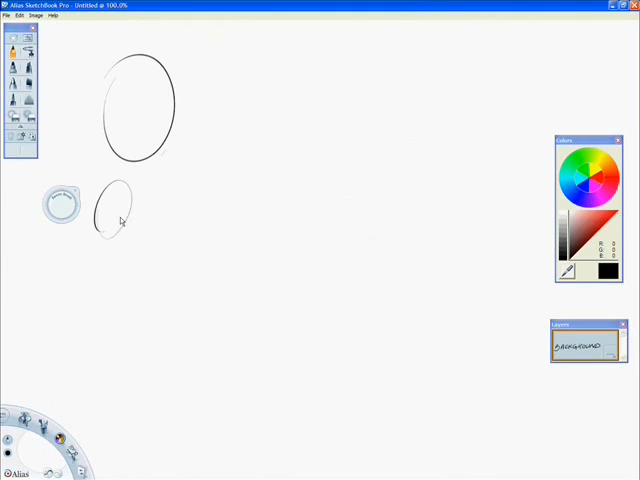 Alias SketchBook Pro - Untitled @ 100.0%
File Edit Image Help
Colors
R: 0
G: 0
B: 0
Layers
BACKGROUND
Alias